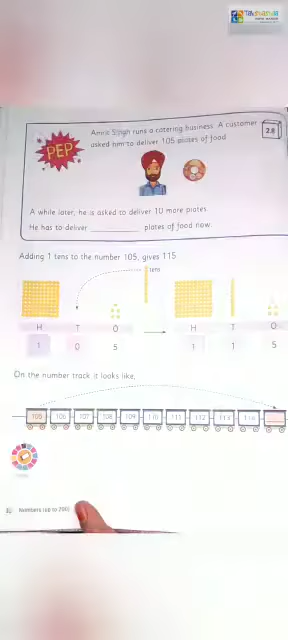 PEP
Amrik Singh runs a catering business. A customer
asked him to deliver 105 plates of food.
2.8
A while later, he is asked to deliver 10 more plates.
He has to deliver ________ plates of food now.
Adding 1 tens to the number 105, gives 115.
1 tens
H T O H T O
1 0 5 1 1 5
On the number track it looks like,
105 106 107 108 109 110 111 112 113 114
Numbers (up to 200)